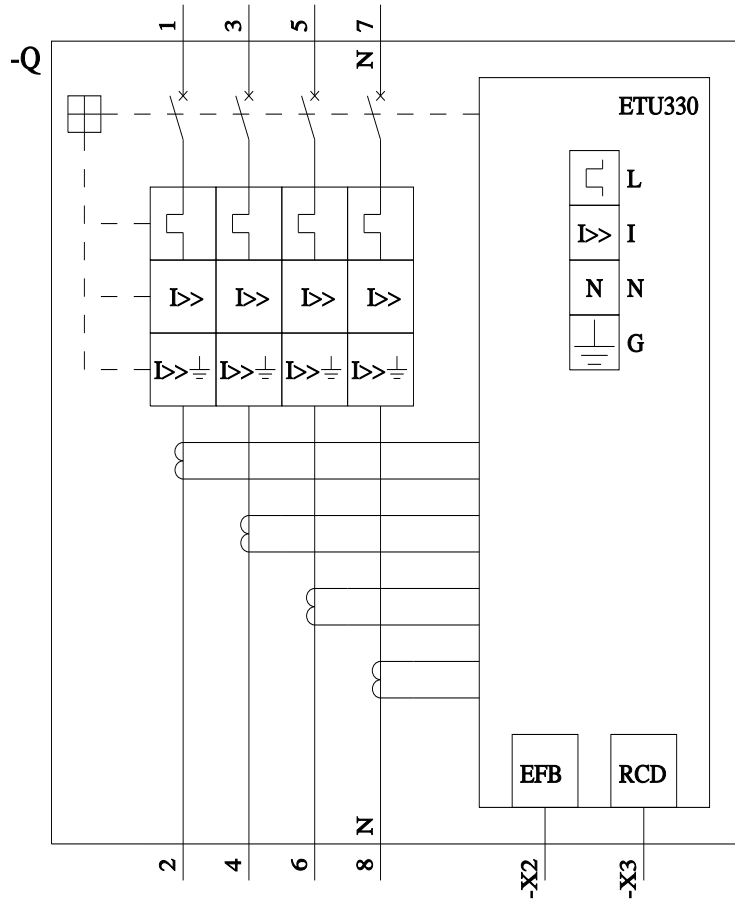 1 3 5 7
-Q
N
ETU330
L
I>> I
I>> I>> I>> I>>
N N
G
I>> I>> I>> I>>
EFB RCD
N
2 4 6 8
-X2 -X3